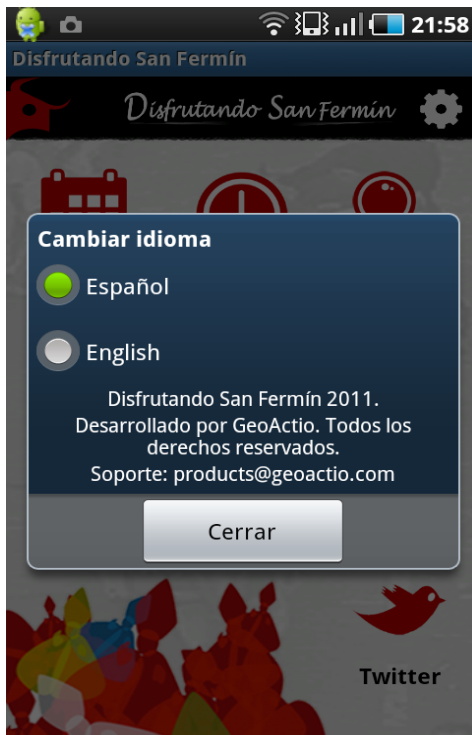 21:58
Disfrutando San Fermín
Disfrutando San Fermín
Cambiar idioma
Español
English
Disfrutando San Fermín 2011.
Desarrollado por GeoActio. Todos los
derechos reservados.
Soporte: products@geoactio.com
Cerrar
Twitter